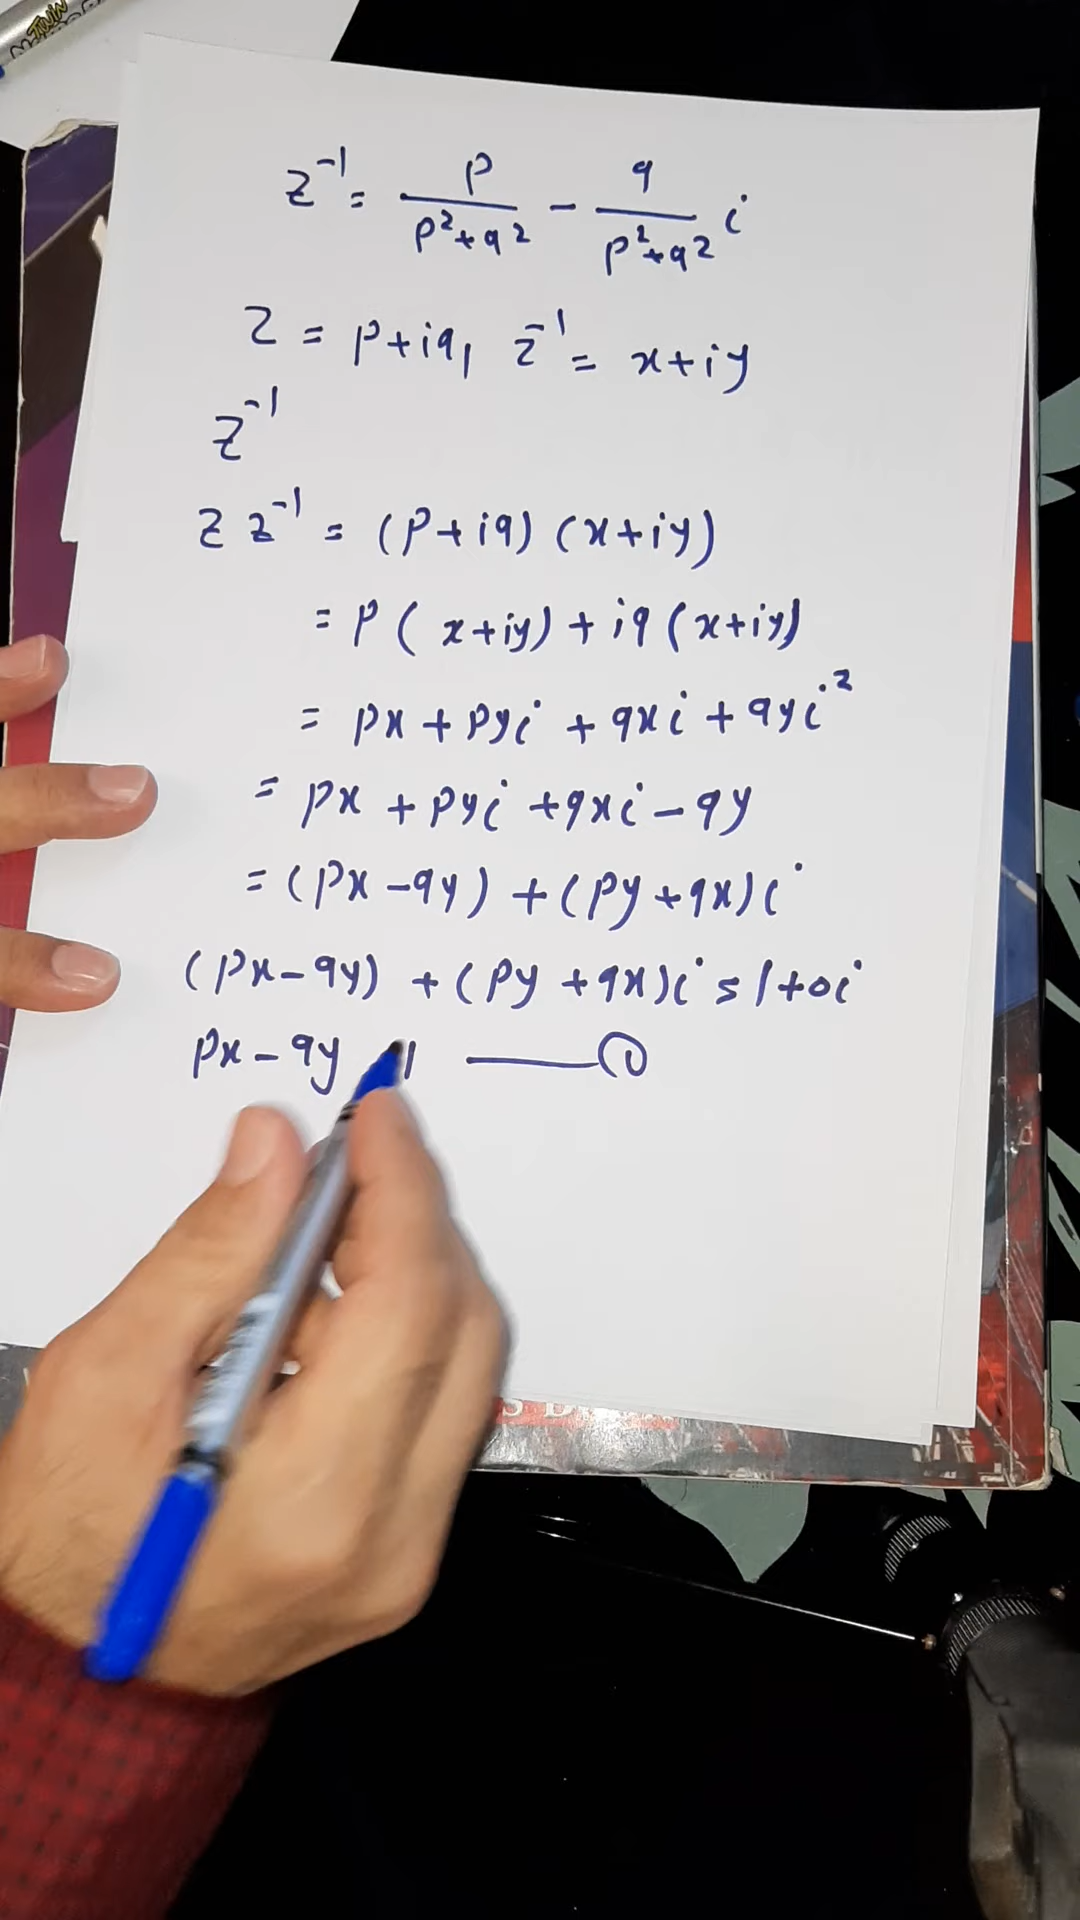 TWIN
z⁻¹ = p/(p²+q²) - q/(p²+q²) i
z = p+iq, z⁻¹ = x+iy
z⁻¹
z z⁻¹ = (p+iq) (x+iy)
= p(x+iy) + iq(x+iy)
= px + pyi + qxi + qyi²
= px + pyi + qxi - qy
= (px - qy) + (py + qx)i
(px - qy) + (py + qx)i = 1+0i
px - qy 1 —— ①